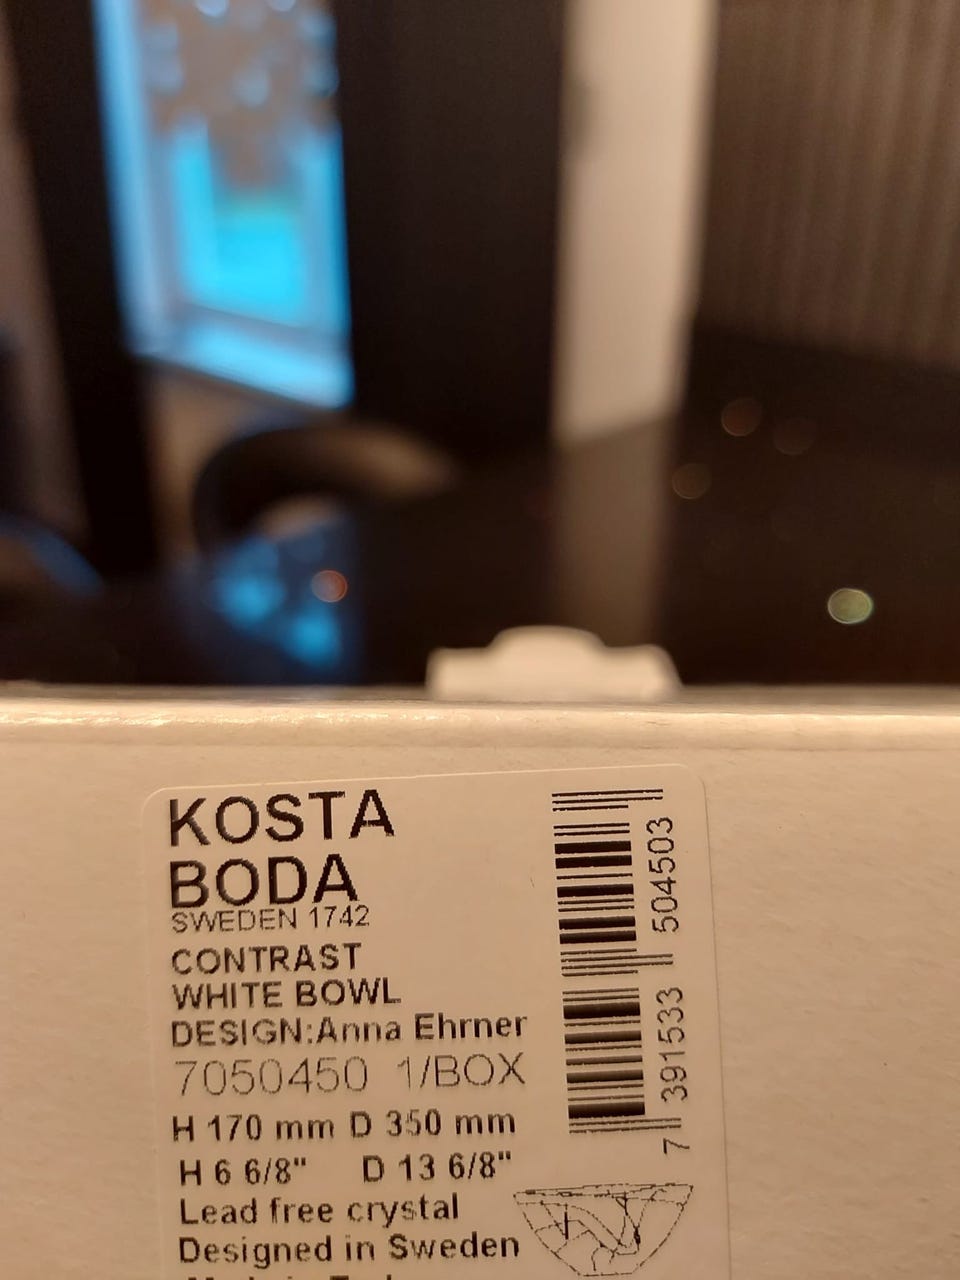 KOSTA
BODA
SWEDEN 1742
CONTRAST
WHITE BOWL
DESIGN:Anna Ehrner
7050450 1/BOX
H 170 mm D 350 mm
H 6 6/8" D 13 6/8"
Lead free crystal
Designed in Sweden
7 391533 504503